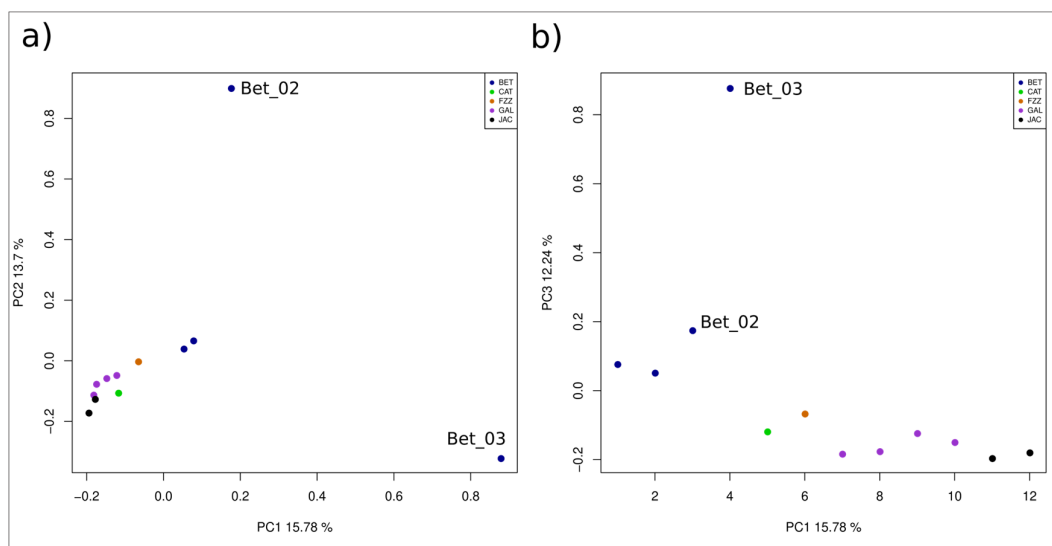 a)
Bet_02
BET
CAT
FZZ
GAL
JAC
0.8
0.6
0.4
0.2
0.0
−0.2
PC2 13.7 %
Bet_03
−0.2
0.0
0.2
0.4
0.6
0.8
PC1 15.78 %
b)
Bet_03
BET
CAT
FZZ
GAL
JAC
0.8
0.6
0.4
0.2
0.0
−0.2
PC3 12.24 %
Bet_02
2
4
6
8
10
12
PC1 15.78 %